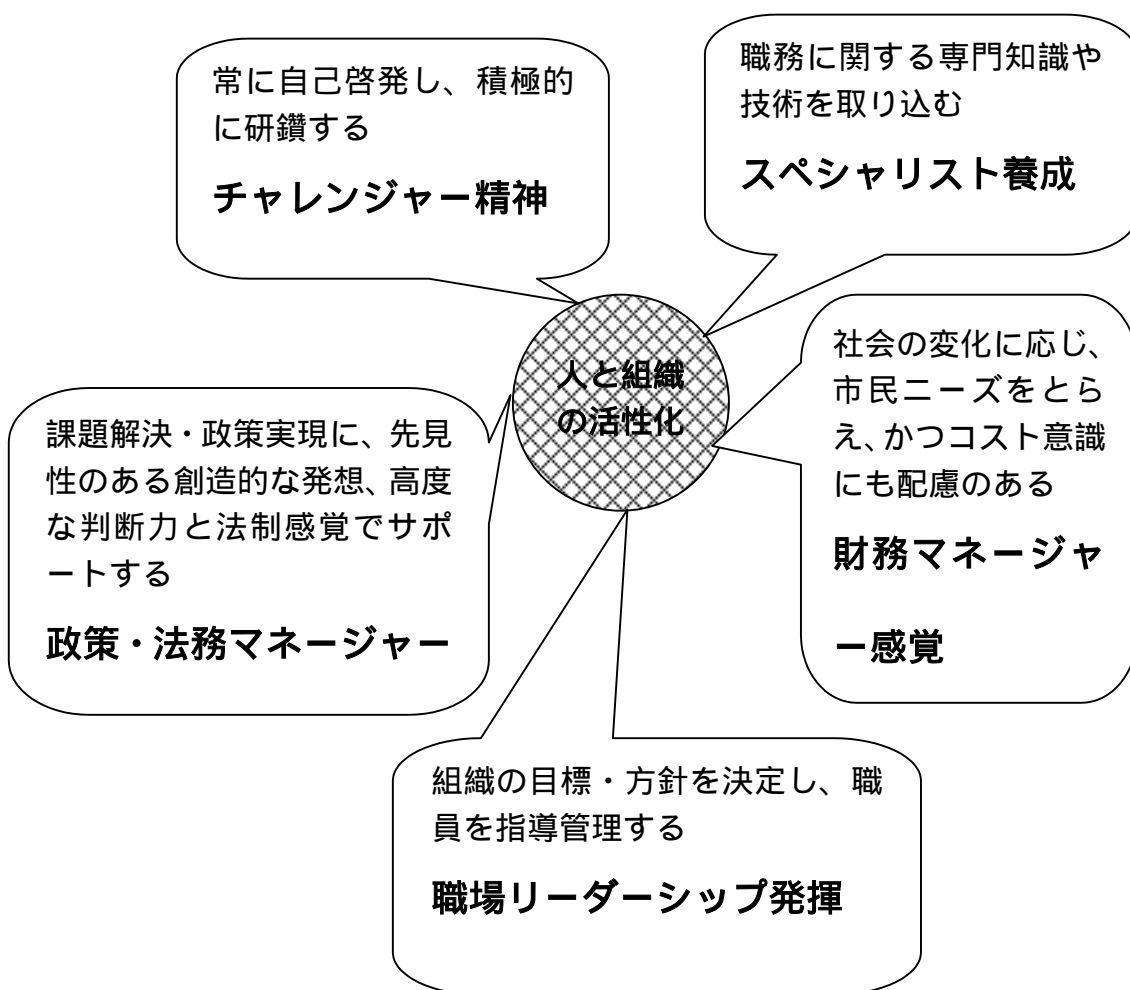 常に自己啓発し、積極的
に研鑽する
チャレンジャー精神
職務に関する専門知識や
技術を取り込む
スペシャリスト養成
人と組織
の活性化
社会の変化に応じ、
市民ニーズをとら
え、かつコスト意識
にも配慮のある
財務マネージャ
ー感覚
課題解決・政策実現に、先見
性のある創造的な発想、高度
な判断力と法制感覚でサポ
ートする
政策・法務マネージャー
組織の目標・方針を決定し、職
員を指導管理する
職場リーダーシップ発揮